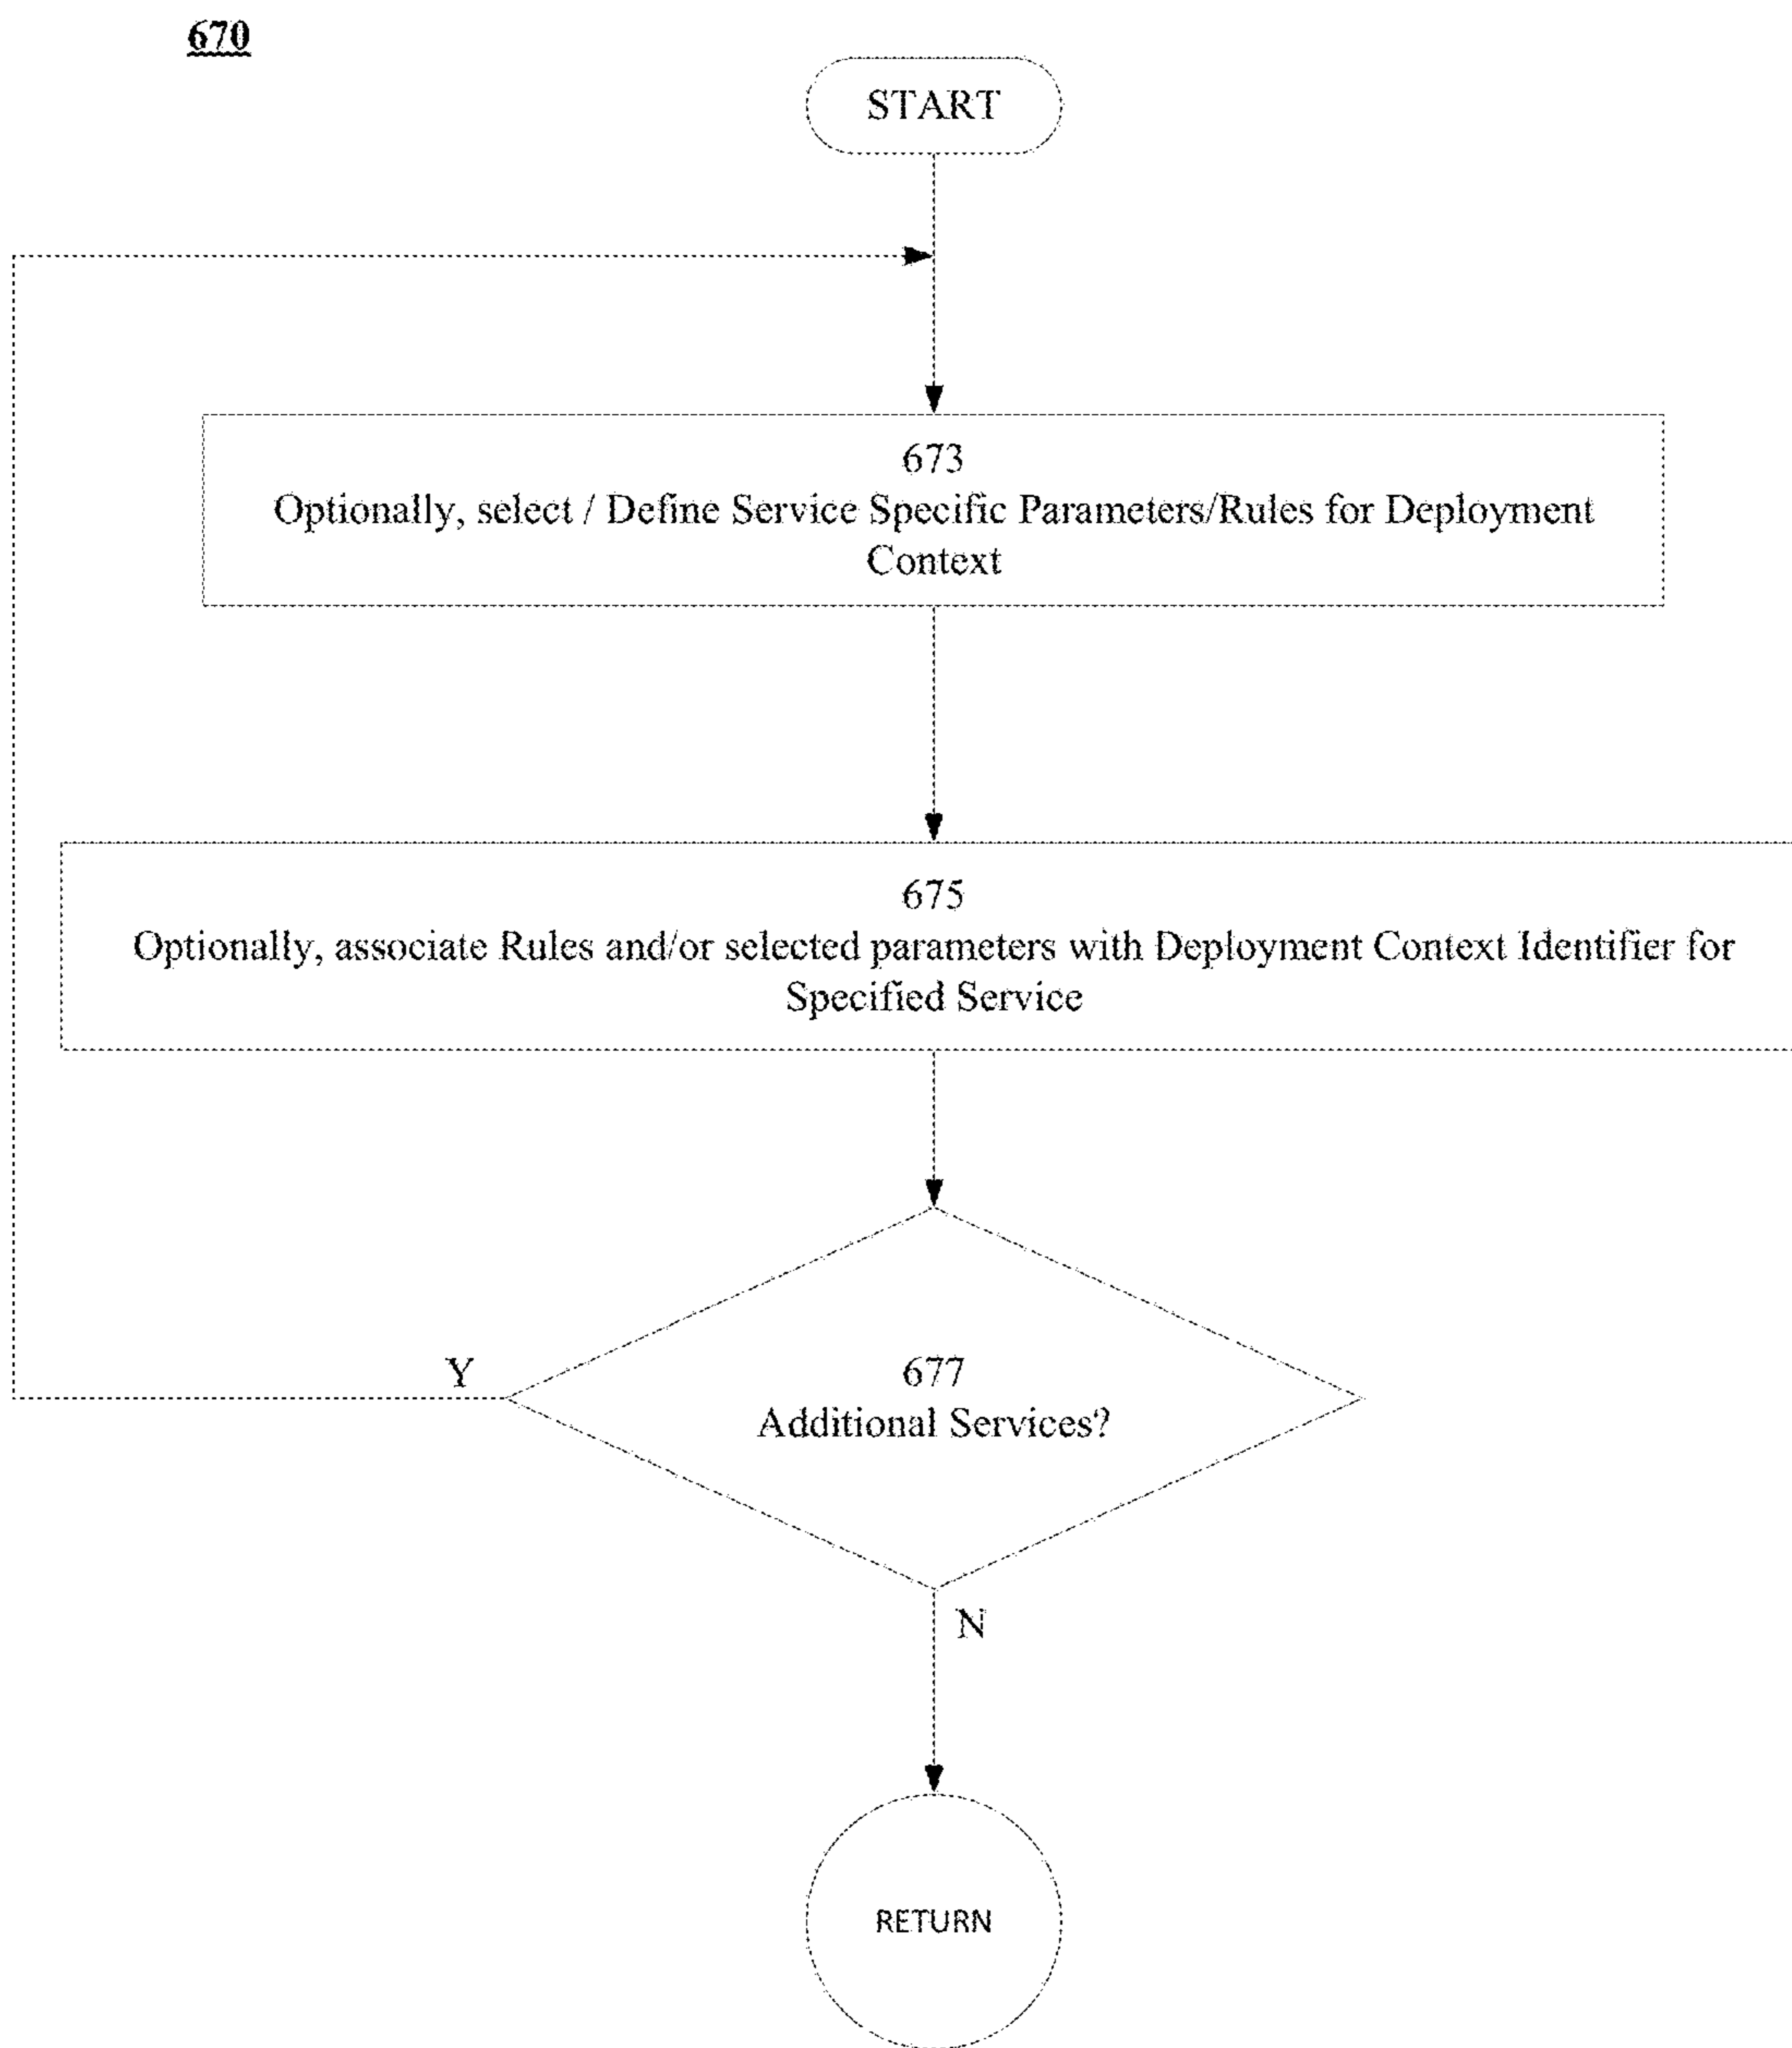 670
START
673
Optionally, select / Define Service Specific Parameters/Rules for Deployment
Context
675
Optionally, associate Rules and/or selected parameters with Deployment Context Identifier for
Specified Service
Y
677
Additional Services?
N
RETURN